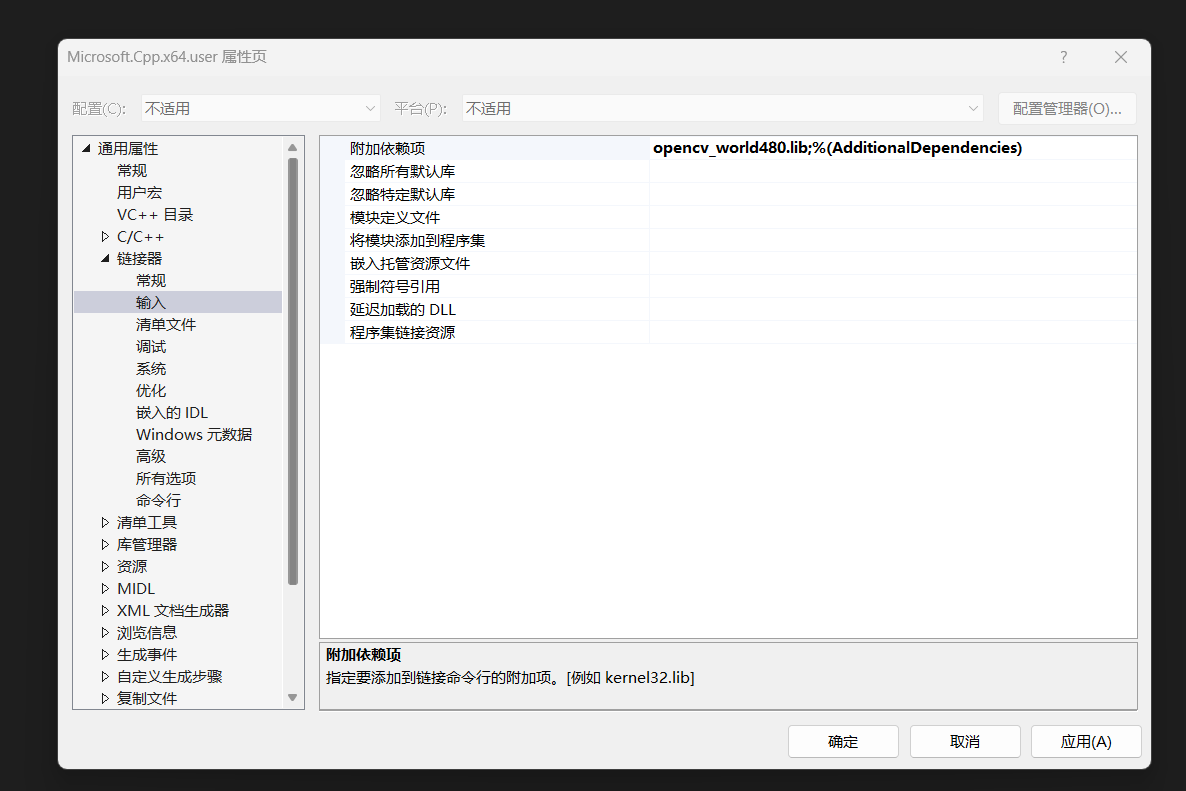 Microsoft.Cpp.x64.user 属性页
配置(C): 不适用 平台(P): 不适用 配置管理器(O)...
通用属性
常规
用户宏
VC++ 目录
C/C++
链接器
常规
输入
清单文件
调试
系统
优化
嵌入的 IDL
Windows 元数据
高级
所有选项
命令行
清单工具
库管理器
资源
MIDL
XML 文档生成器
浏览信息
生成事件
自定义生成步骤
复制文件
附加依赖项 opencv_world480.lib;%(AdditionalDependencies)
忽略所有默认库
忽略特定默认库
模块定义文件
将模块添加到程序集
嵌入托管资源文件
强制符号引用
延迟加载的 DLL
程序集链接资源
附加依赖项
指定要添加到链接命令行的附加项。[例如 kernel32.lib]
确定 取消 应用(A)